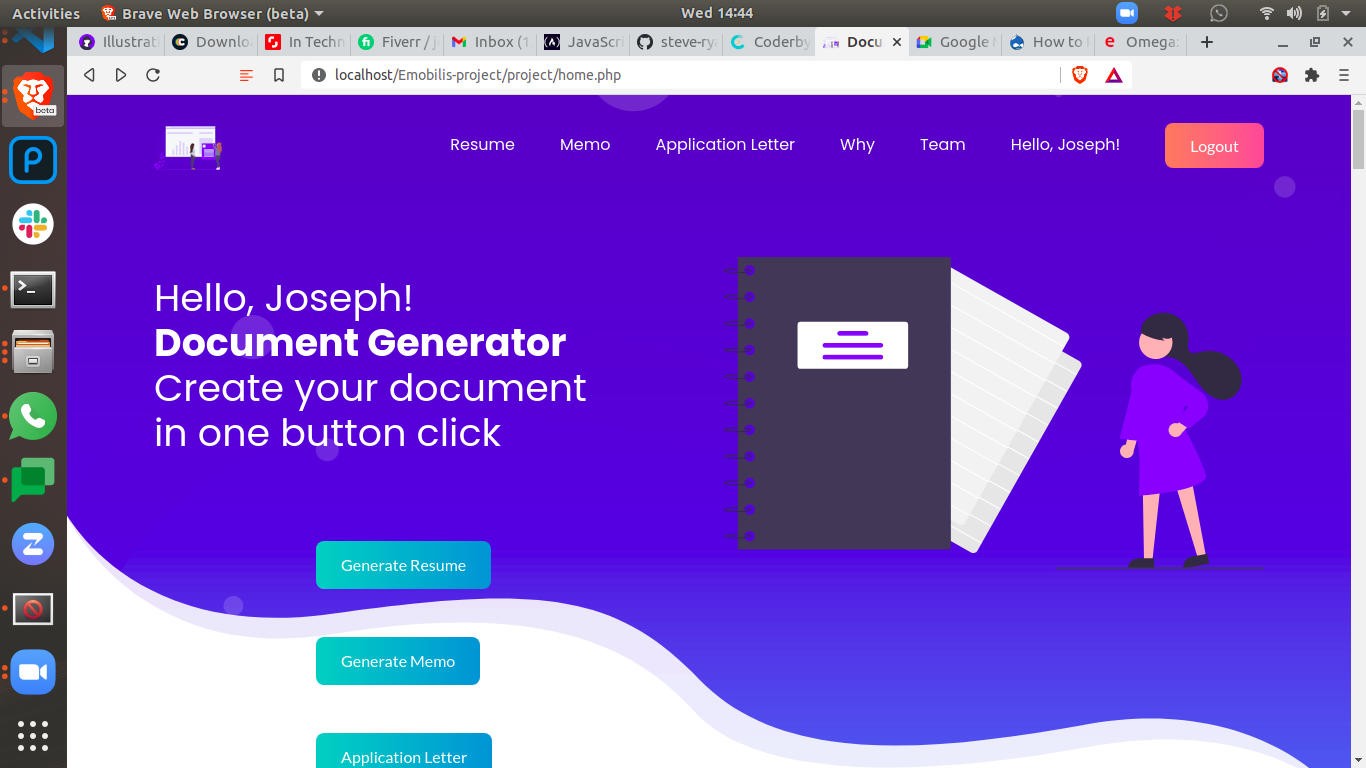 Activities
Brave Web Browser (beta)
Wed 14:44
Illustrat
Downlo
In Techn
Fiverr / j
Inbox (1
JavaScri
steve-ry
Coderby
Docu
Google M
How to
Omega:
localhost/Emobilis-project/project/home.php
beta
Resume
Memo
Application Letter
Why
Team
Hello, Joseph!
Logout
Hello, Joseph!
Document Generator
Create your document
in one button click
Generate Resume
Generate Memo
Application Letter